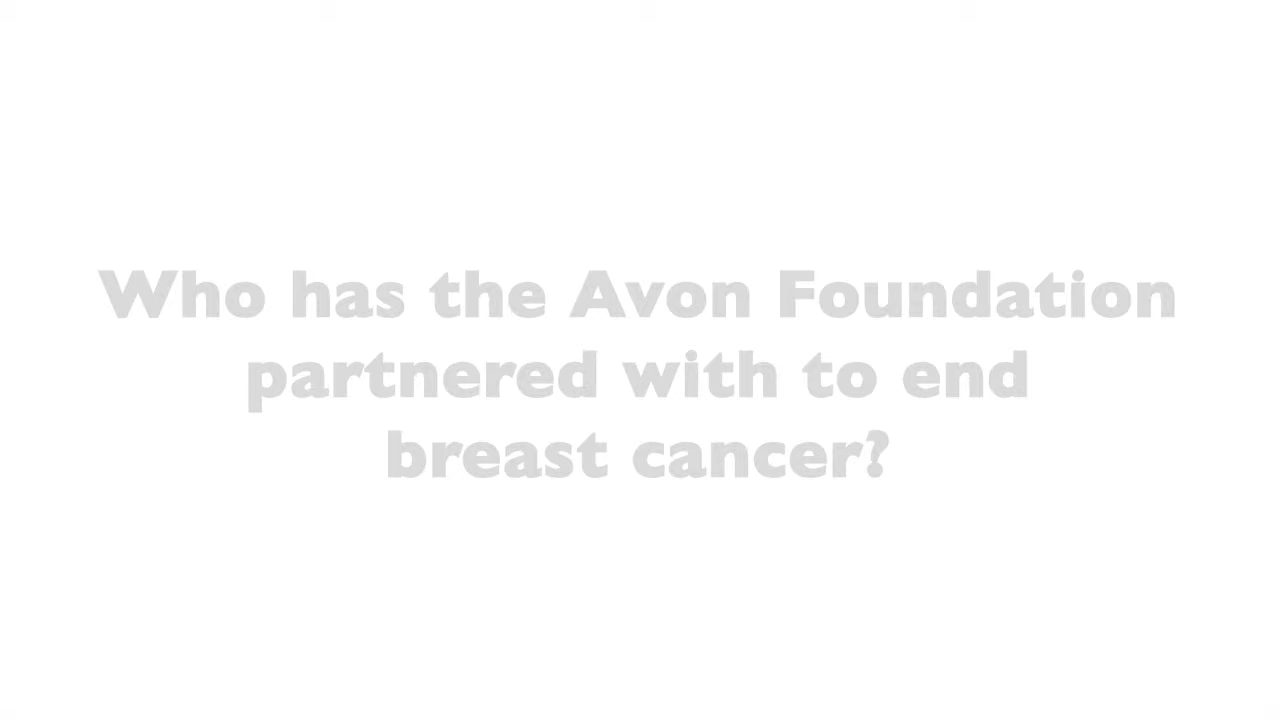 Who has the Avon Foundation
partnered with to end
breast cancer?